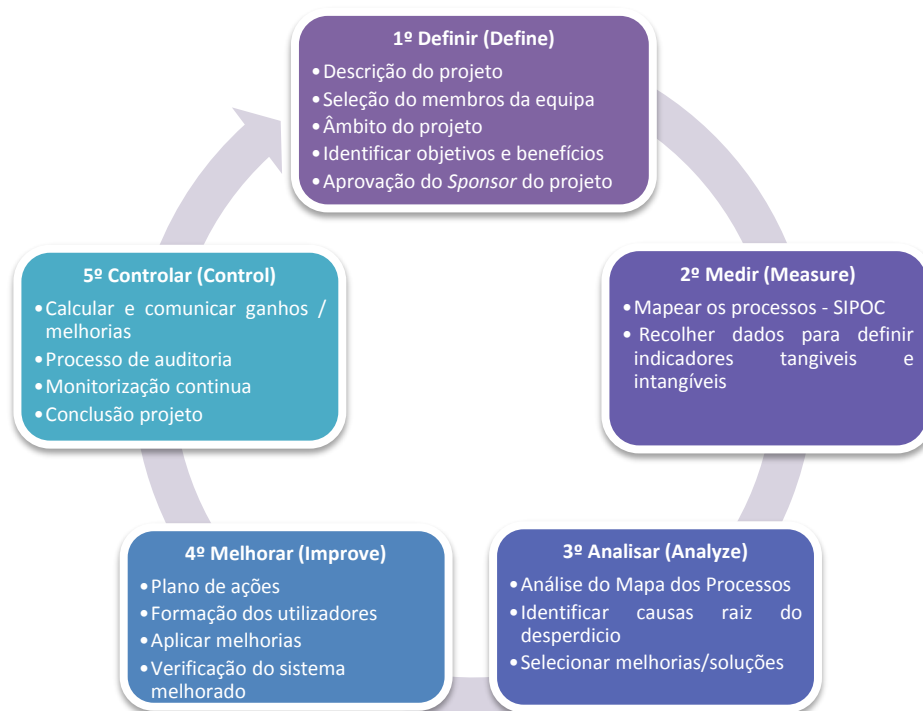 1º Definir (Define)
•Descrição do projeto
•Seleção do membros da equipa
•Âmbito do projeto
•Identificar objetivos e benefícios
•Aprovação do Sponsor do projeto
2º Medir (Measure)
•Mapear os processos - SIPOC
• Recolher dados para definir
indicadores tangiveis e
intangíveis
3º Analisar (Analyze)
•Análise do Mapa dos Processos
•Identificar causas raiz do
desperdicio
•Selecionar melhorias/soluções
4º Melhorar (Improve)
•Plano de ações
•Formação dos utilizadores
•Aplicar melhorias
•Verificação do sistema
melhorado
5º Controlar (Control)
•Calcular e comunicar ganhos /
melhorias
•Processo de auditoria
•Monitorização continua
•Conclusão projeto